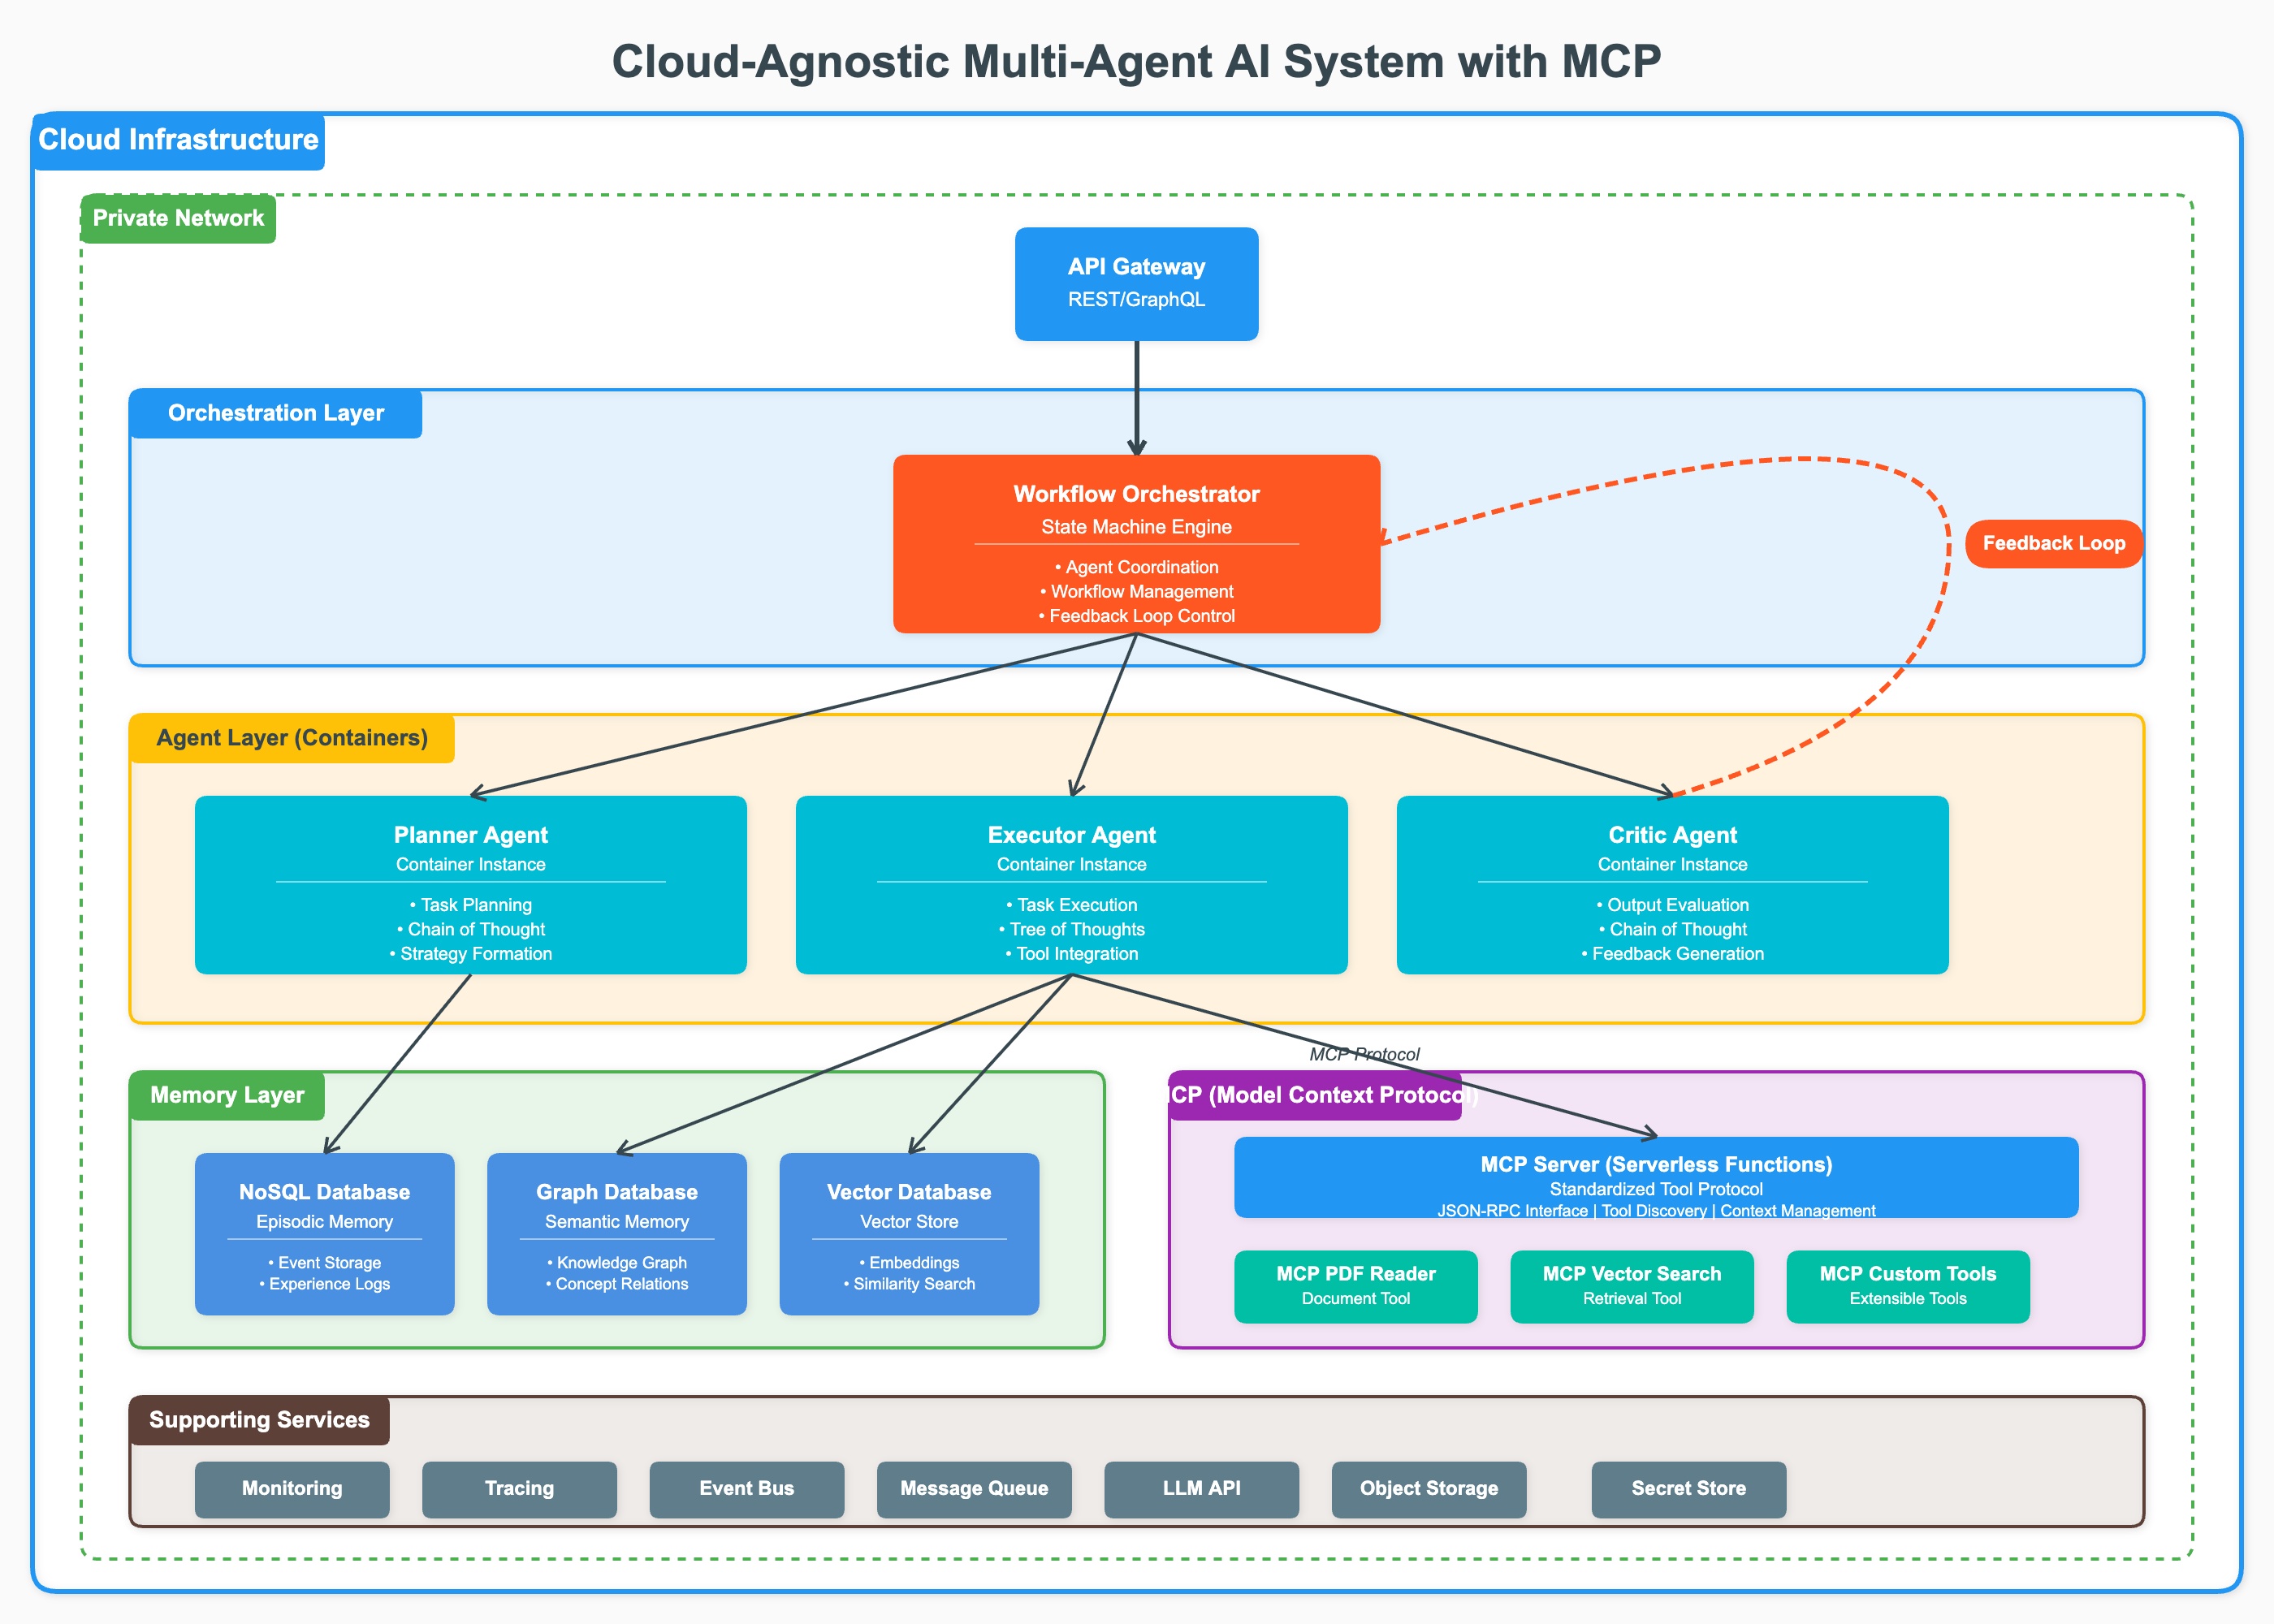 Cloud-Agnostic Multi-Agent AI System with MCP
Cloud Infrastructure
Private Network
API Gateway
REST/GraphQL
Orchestration Layer
Workflow Orchestrator
State Machine Engine
• Agent Coordination
• Workflow Management
• Feedback Loop Control
Feedback Loop
Agent Layer (Containers)
Planner Agent
Container Instance
• Task Planning
• Chain of Thought
• Strategy Formation
Executor Agent
Container Instance
• Task Execution
• Tree of Thoughts
• Tool Integration
Critic Agent
Container Instance
• Output Evaluation
• Chain of Thought
• Feedback Generation
MCP Protocol
Memory Layer
NoSQL Database
Episodic Memory
• Event Storage
• Experience Logs
Graph Database
Semantic Memory
• Knowledge Graph
• Concept Relations
Vector Database
Vector Store
• Embeddings
• Similarity Search
MCP (Model Context Protocol)
MCP Server (Serverless Functions)
Standardized Tool Protocol
JSON-RPC Interface | Tool Discovery | Context Management
MCP PDF Reader
Document Tool
MCP Vector Search
Retrieval Tool
MCP Custom Tools
Extensible Tools
Supporting Services
Monitoring
Tracing
Event Bus
Message Queue
LLM API
Object Storage
Secret Store